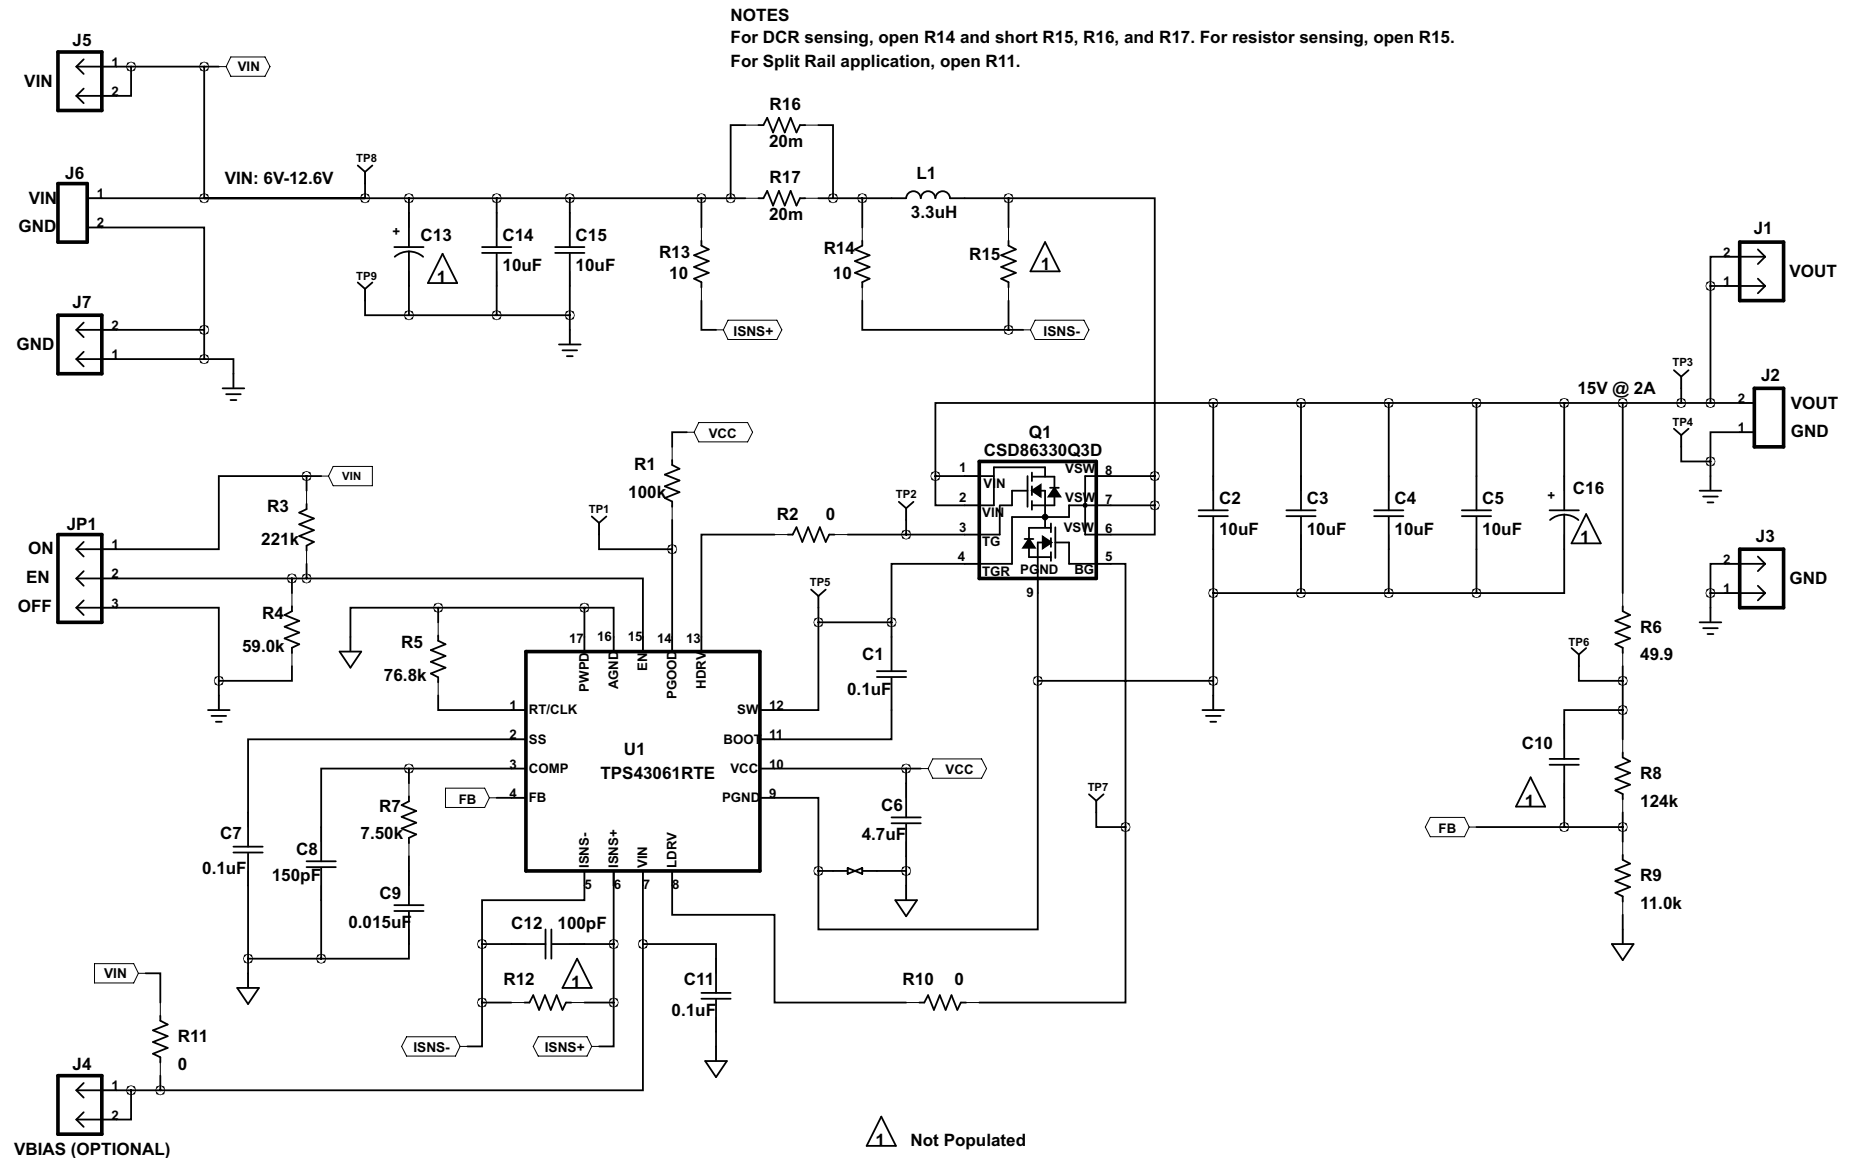 NOTES
For DCR sensing, open R14 and short R15, R16, and R17. For resistor sensing, open R15.
For Split Rail application, open R11.
J5
VIN
1
2
VIN
J6
VIN
GND
1
2
VIN: 6V-12.6V
TP8
TP9
J7
GND
2
1
+
C13
1
C14
10uF
C15
10uF
R16
20m
R17
20m
R13
10
ISNS+
R14
10
L1
3.3uH
R15
1
ISNS-
J1
2
1
VOUT
15V @ 2A
TP3
TP4
J2
2
1
VOUT
GND
J3
2
1
GND
VCC
R1
100k
TP1
R2 0
TP2
Q1
CSD86330Q3D
1
VIN
2
VIN
3
TG
4
TGR
VSW
8
VSW
7
VSW
6
5
BG
PGND
9
C2
10uF
C3
10uF
C4
10uF
C5
10uF
+
C16
1
VIN
JP1
ON
EN
OFF
1
2
3
R3
221k
R4
59.0k
R5
76.8k
17
16
15
14
13
PWPD
AGND
EN
PGOOD
HDRV
TP5
C1
0.1uF
U1
TPS43061RTE
1
RT/CLK
2
SS
3
COMP
4
FB
FB
SW
12
BOOT
11
VCC
10
PGND
9
VCC
ISNS-
ISNS+
VIN
LDRV
5
6
7
8
C6
4.7uF
TP7
R6
49.9
TP6
C10
1
R8
124k
FB
R9
11.0k
C7
0.1uF
C8
150pF
R7
7.50k
C9
0.015uF
C12 100pF
R12
1
ISNS-
ISNS+
C11
0.1uF
R10 0
VIN
R11
0
J4
1
2
VBIAS (OPTIONAL)
1 Not Populated